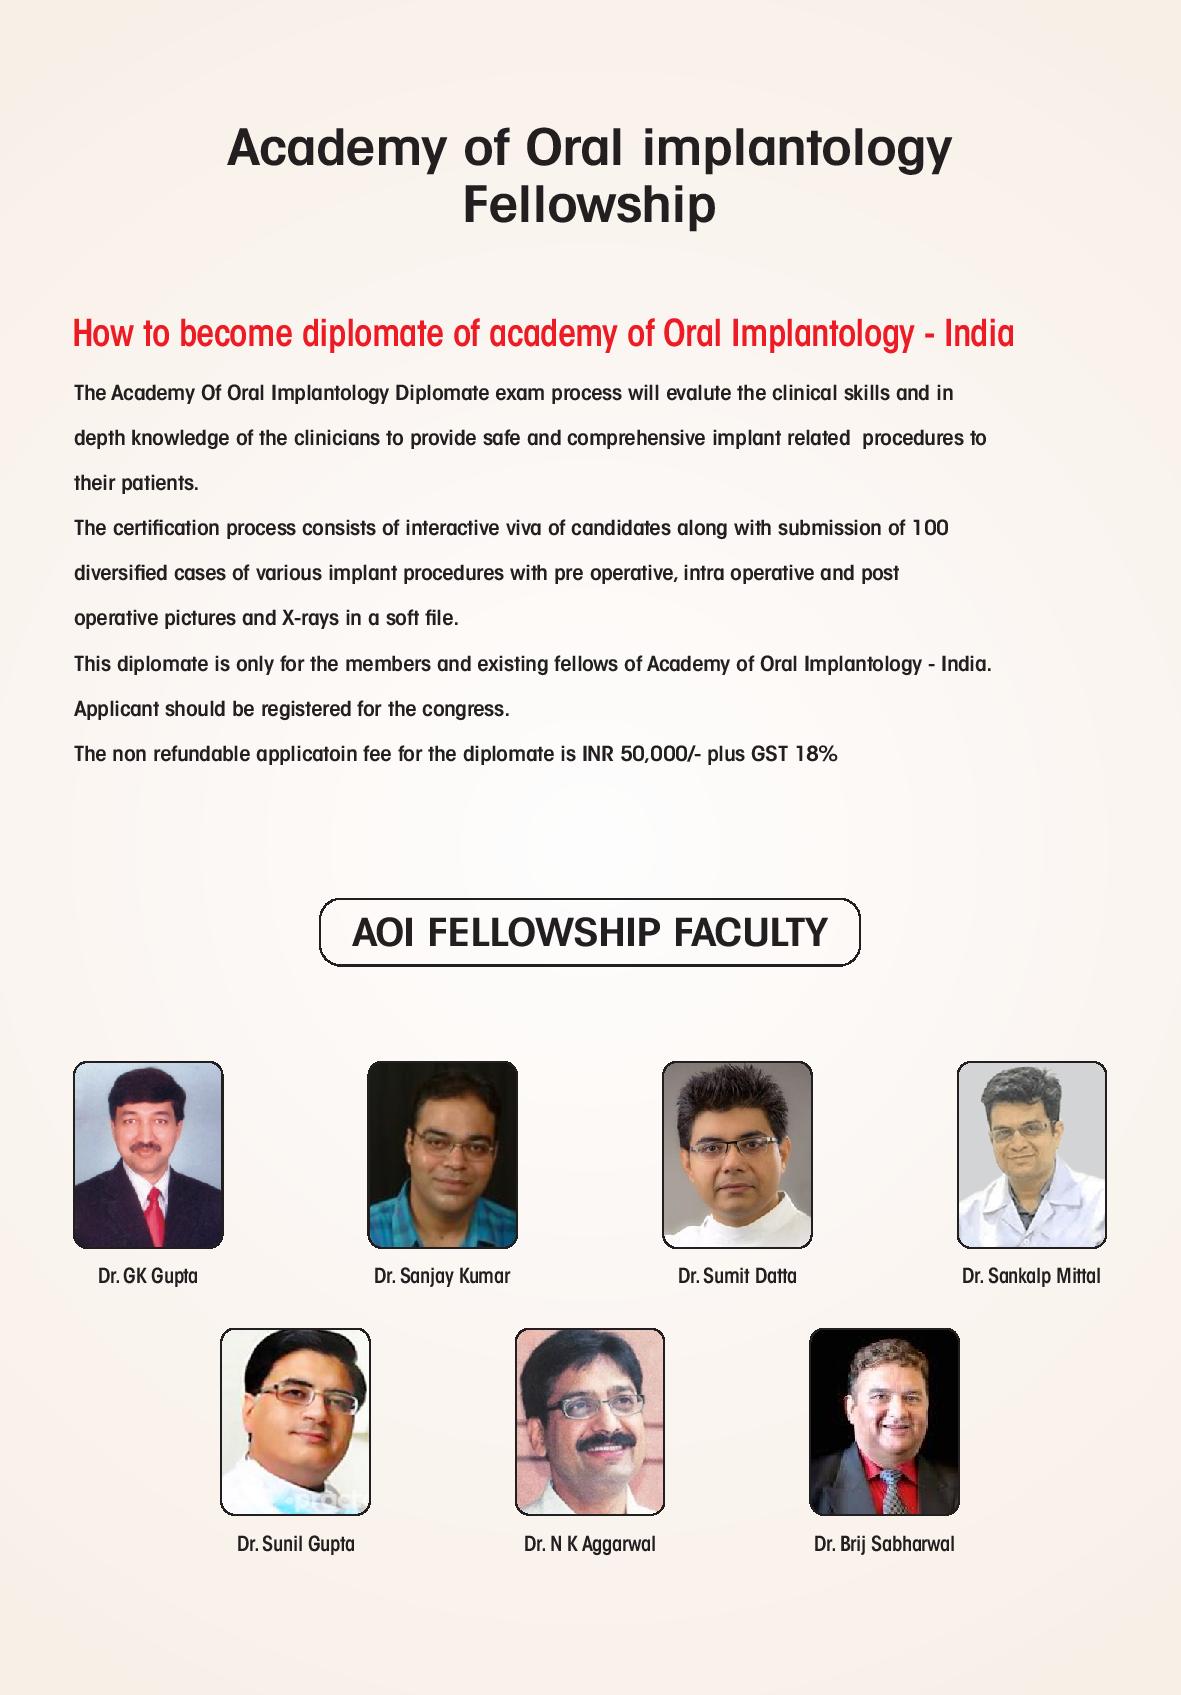 Academy of Oral implantology
Fellowship
How to become diplomate of academy of Oral Implantology - India
The Academy Of Oral Implantology Diplomate exam process will evalute the clinical skills and in
depth knowledge of the clinicians to provide safe and comprehensive implant related  procedures to
their patients.
The certification process consists of interactive viva of candidates along with submission of 100
diversified cases of various implant procedures with pre operative, intra operative and post
operative pictures and X-rays in a soft file.
This diplomate is only for the members and existing fellows of Academy of Oral Implantology - India.
Applicant should be registered for the congress.
The non refundable applicatoin fee for the diplomate is INR 50,000/- plus GST 18%
AOI FELLOWSHIP FACULTY
Dr. GK Gupta
Dr. Sanjay Kumar
Dr. Sumit Datta
Dr. Sankalp Mittal
Dr. Sunil Gupta
Dr. N K Aggarwal
Dr. Brij Sabharwal